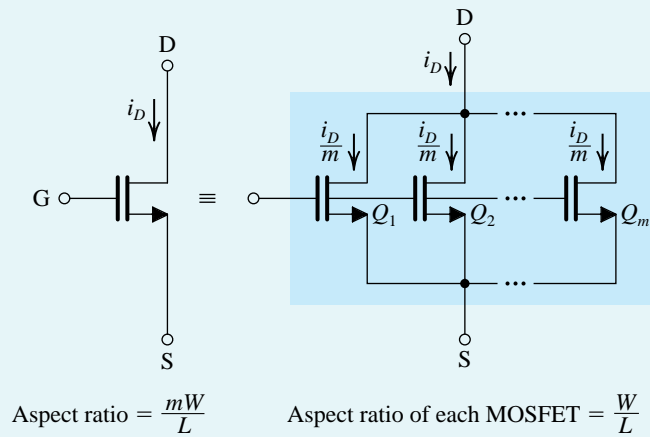 D
D
i_D
i_D
i_D/m
i_D/m
...
i_D/m
G
≡
Q_1
Q_2
...
Q_m
...
S
S
Aspect ratio = mW/L
Aspect ratio of each MOSFET = W/L